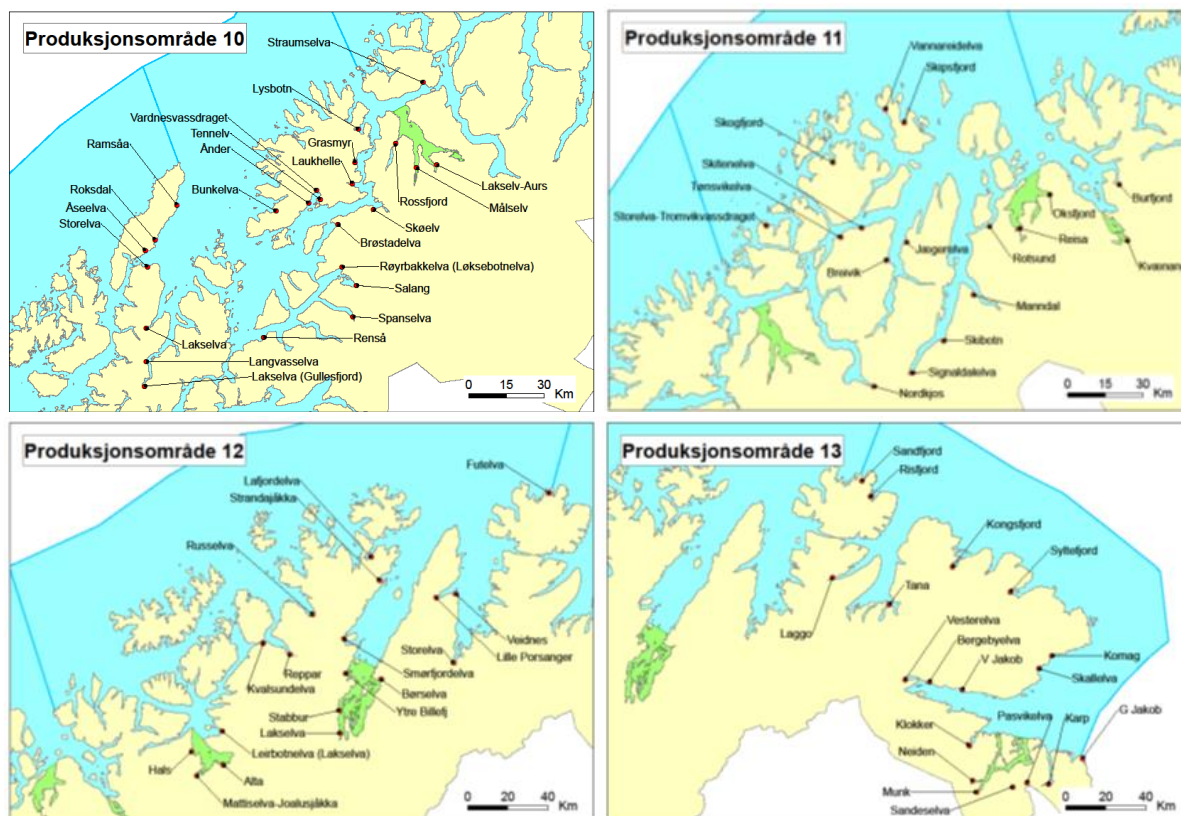 Produksjonsområde 10
Straumselva
Lysbotn
Vardnesvassdraget
Tennelv
Ånder
Ramsåa
Grasmyr
Laukhelle
Roksdal
Bunkelva
Åseelva
Storelva
Lakselv-Aurs
Rossfjord
Målselv
Skøelv
Brøstadelva
Røyrbakkelva (Løksebotnelva)
Salang
Spanselva
Renså
Lakselva
Langvasselva
Lakselva (Gullesfjord)
0 15 30
Km
Produksjonsområde 11
Vannareidelva
Skipsfjord
Skogfjord
Skitenelva
Tønsvikelva
Storelva-Tromvikvassdraget
Breivik
Jægerelva
Oksfjord
Burfjord
Reisa
Rotsund
Kvænang
Manndal
Skibotn
Signaldalselva
Nordkjos
0 15 30
Km
Produksjonsområde 12
Futelva
Lafjordelva
Strandajåkka
Russelva
Veidnes
Lille Porsanger
Storelva
Smørfjordelva
Reppar
Kvalsundelva
Børselva
Ytre Billefj
Stabbur
Lakselva
Leirbotnelva (Lakselva)
Hals
Alta
Mattiselva-Joalusjåkka
0 20 40
Km
Produksjonsområde 13
Sandfjord
Risfjord
Kongsfjord
Syltefjord
Tana
Laggo
Vesterelva
Bergebyelva
V Jakob
Komag
Skallelva
G Jakob
Pasvikelva
Karp
Klokker
Neiden
Munk
Sandeselva
0 20 40
Km